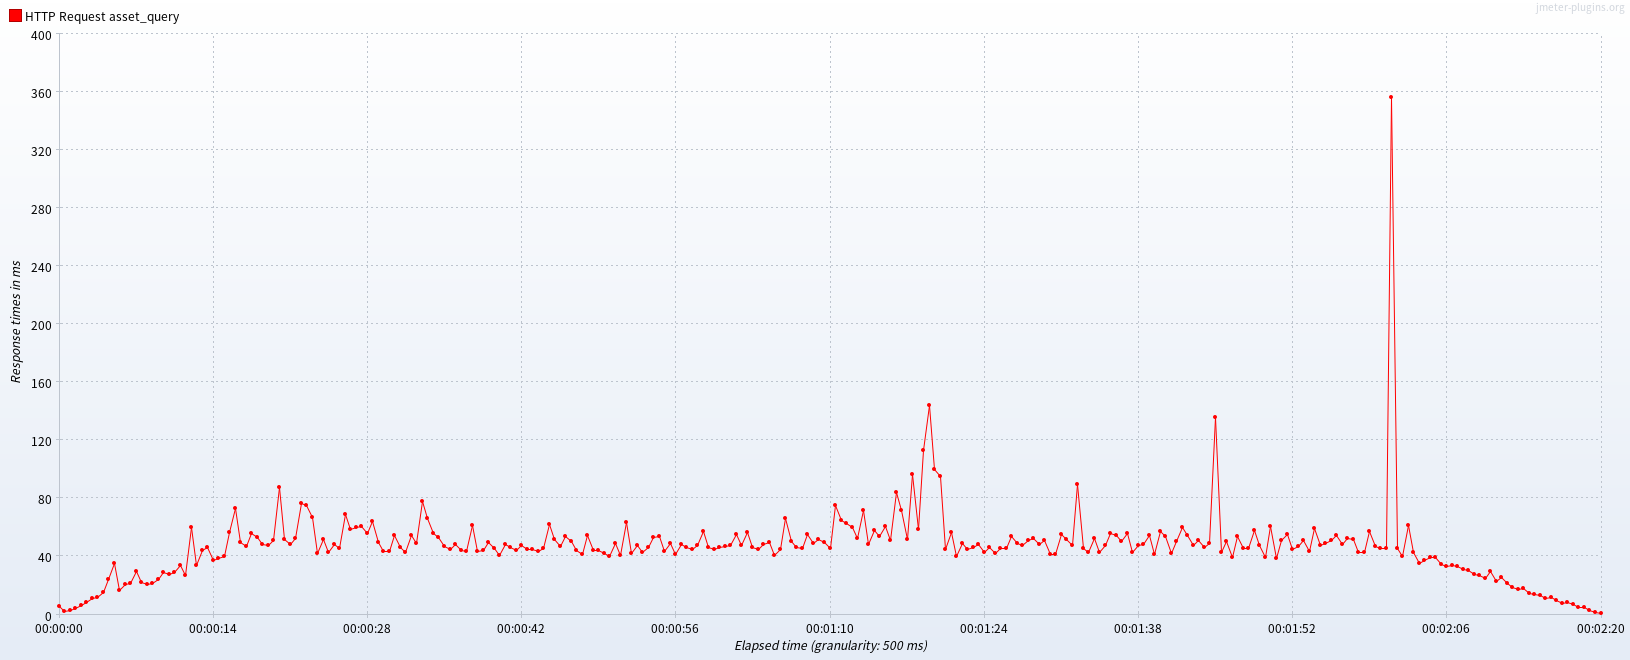 jmeter-plugins.org
HTTP Request asset_query
400
360
320
280
240
200
160
120
80
40
0
Response times in ms
00:00:00 00:00:14 00:00:28 00:00:42 00:00:56 00:01:10 00:01:24 00:01:38 00:01:52 00:02:06 00:02:20
Elapsed time (granularity: 500 ms)